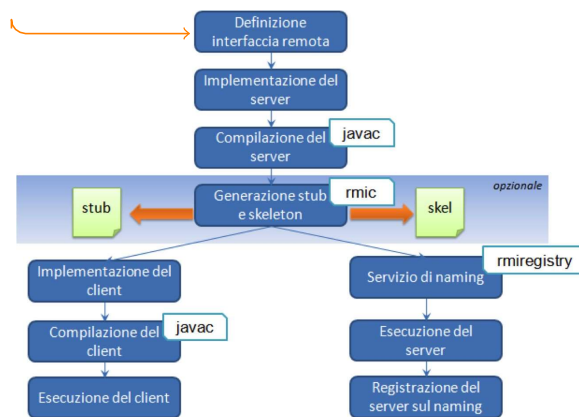 Definizione
interfaccia remota
Implementazione del
server
Compilazione del
server
javac
opzionale
Generazione stub
e skeleton
rmic
stub
skel
Implementazione del
client
Compilazione del
client
javac
Esecuzione del client
rmiregistry
Servizio di naming
Esecuzione del
server
Registrazione del
server sul naming